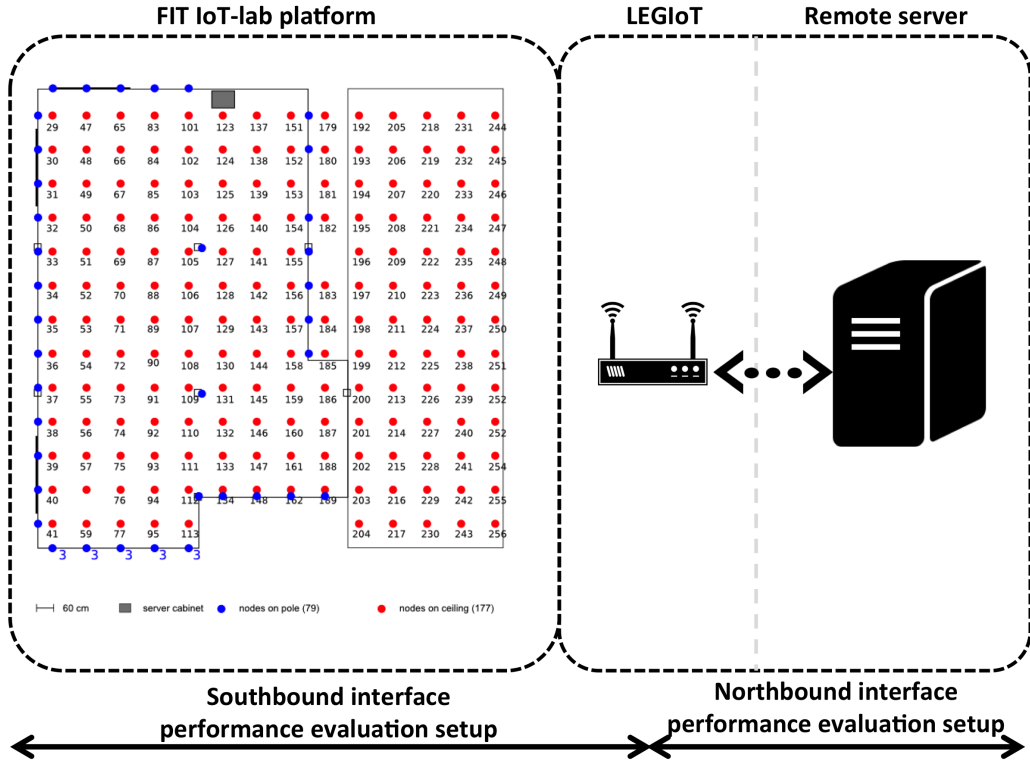 FIT IoT-lab platform LEGIoT Remote server
29 47 65 83 101 123 137 151 179 192 205 218 231 244
30 48 66 84 102 124 138 152 180 193 206 219 232 245
31 49 67 85 103 125 139 153 181 194 207 220 233 246
32 50 68 86 104 126 140 154 182 195 208 221 234 247
33 51 69 87 105 127 141 155 196 209 222 235 248
34 52 70 88 106 128 142 156 183 197 210 223 236 249
35 53 71 89 107 129 143 157 184 198 211 224 237 250
36 54 72 90 108 130 144 158 185 199 212 225 238 251
37 55 73 91 109 131 145 159 186 200 213 226 239 252
38 56 74 92 110 132 146 160 187 201 214 227 240 252
39 57 75 93 111 133 147 161 188 202 215 228 241 254
40 76 94 112 134 148 162 189 203 216 229 242 255
41 59 77 95 113 204 217 230 243 256
3 3 3 3 3
60 cm server cabinet nodes on pole (79) nodes on ceiling (177)
Southbound interface
performance evaluation setup
Northbound interface
performance evaluation setup